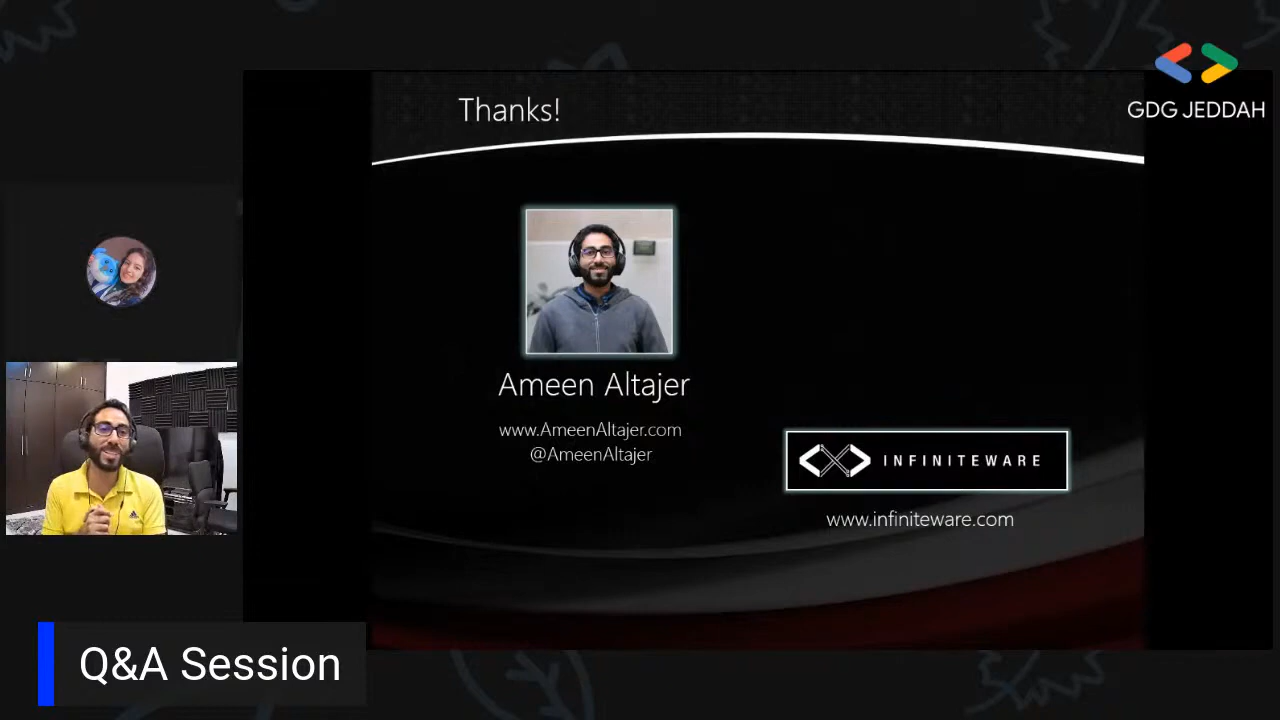 GDG JEDDAH
Thanks!
Ameen Altajer
www.AmeenAltajer.com
@AmeenAltajer
INFINITEWARE
www.infiniteware.com
Q&A Session